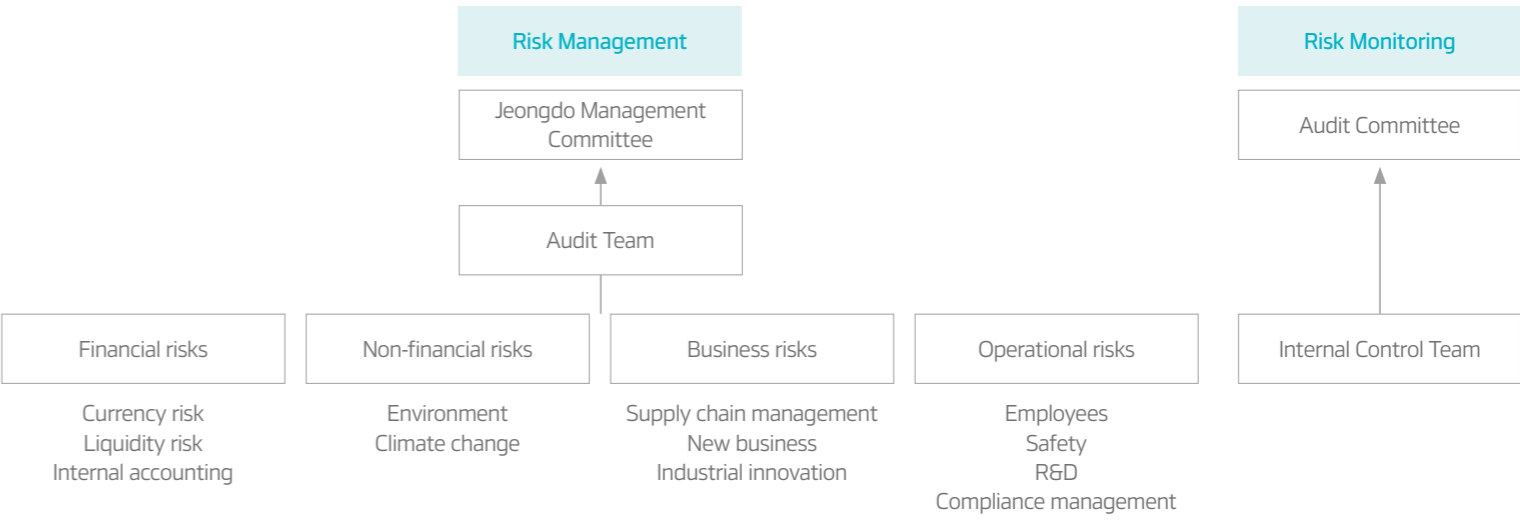 Risk Management
Risk Monitoring
Jeongdo Management
Committee
Audit Committee
Audit Team
Financial risks
Non-financial risks
Business risks
Operational risks
Internal Control Team
Currency risk
Liquidity risk
Internal accounting
Environment
Climate change
Supply chain management
New business
Industrial innovation
Employees
Safety
R&D
Compliance management